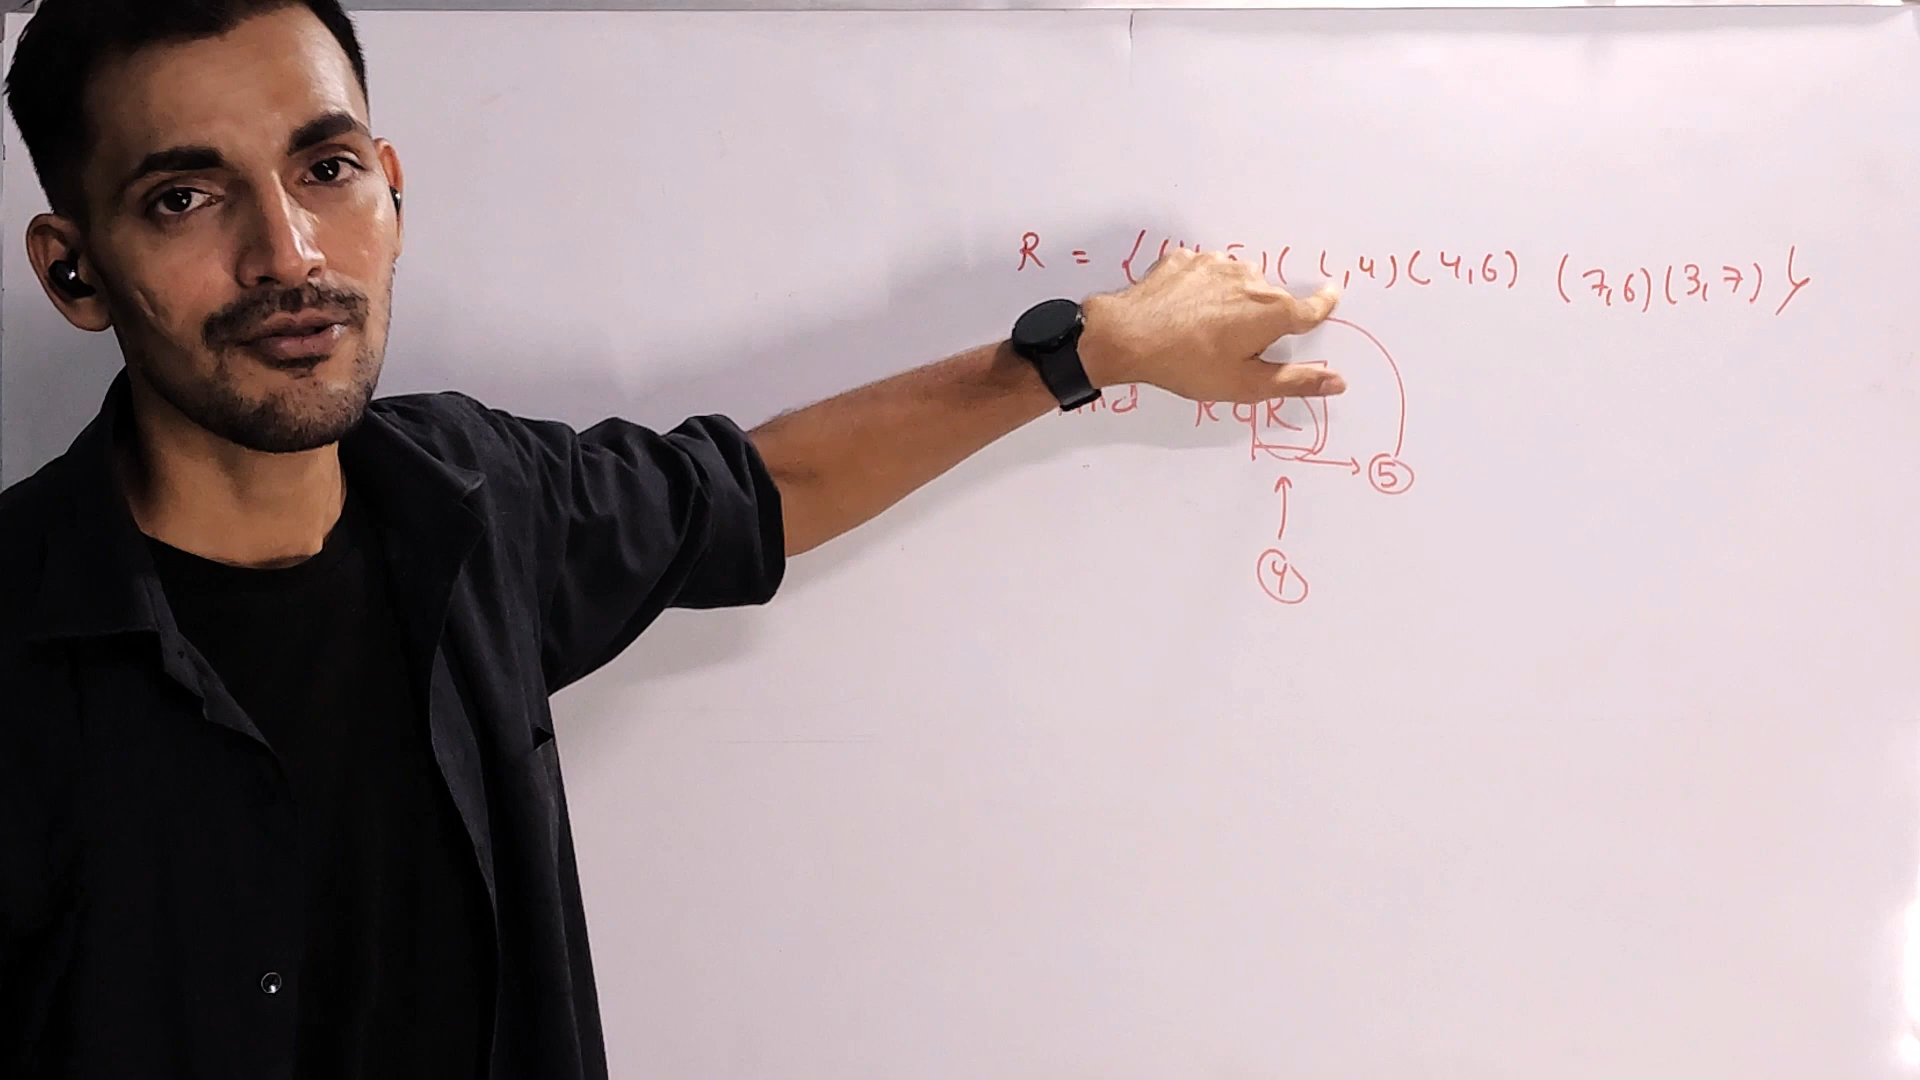 R = { (4,5) (1,4) (4,6) (7,6) (3,7) }
Find RoR
5
4